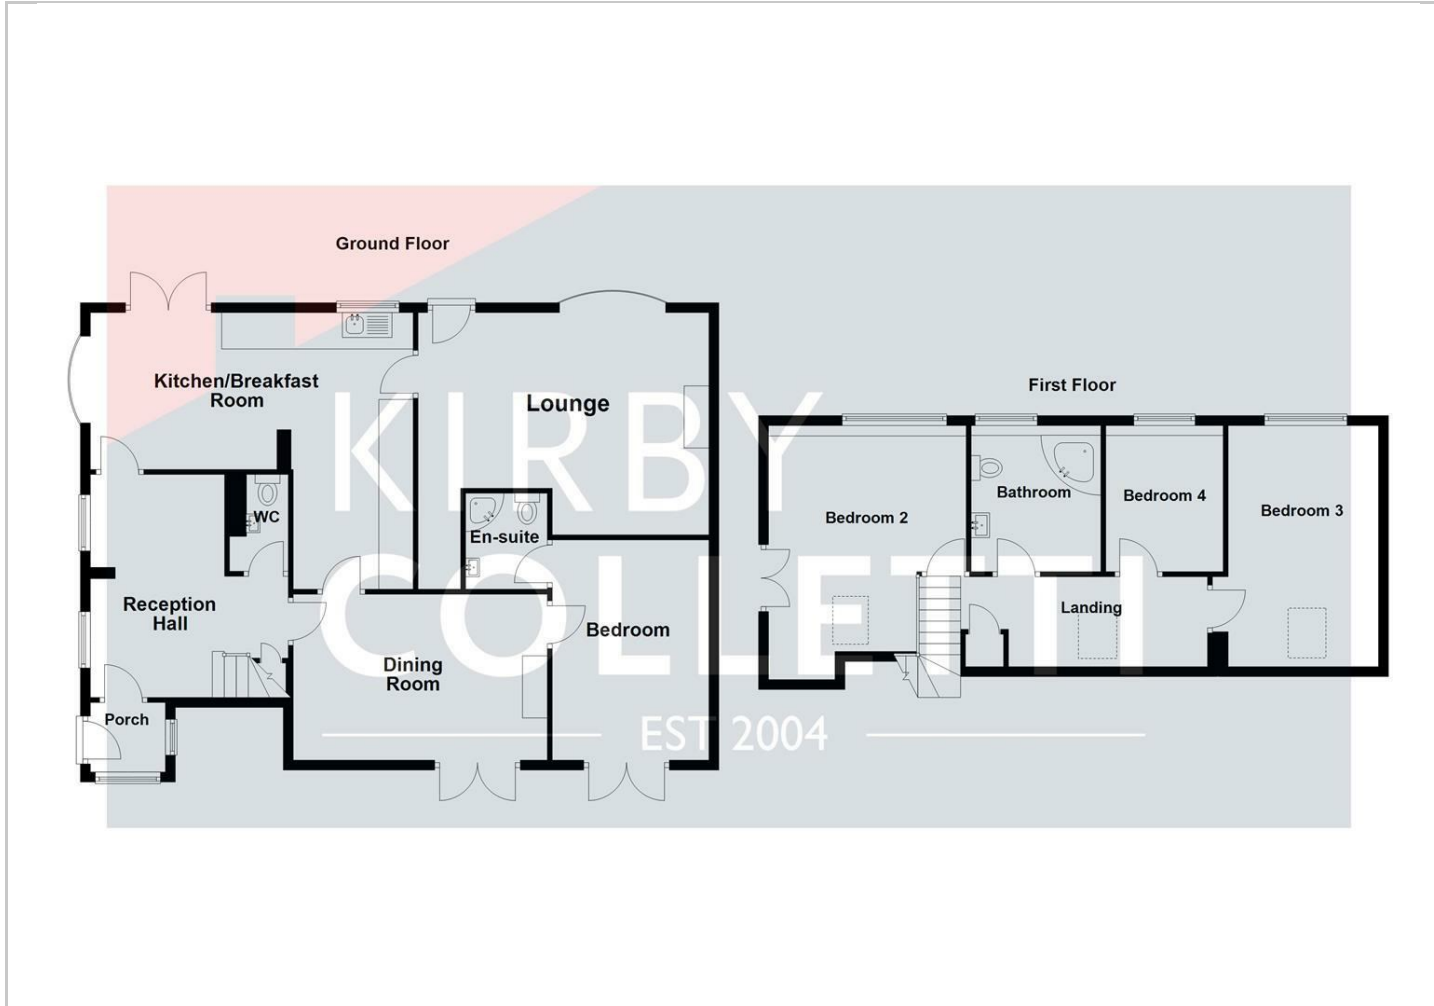 Ground Floor
Kitchen/Breakfast
Room
Lounge
WC
En-suite
Reception
Hall
Dining
Room
Bedroom
Porch
First Floor
Bedroom 2
Bathroom
Bedroom 4
Bedroom 3
Landing
KIRBY
COLLETTI
EST 2004